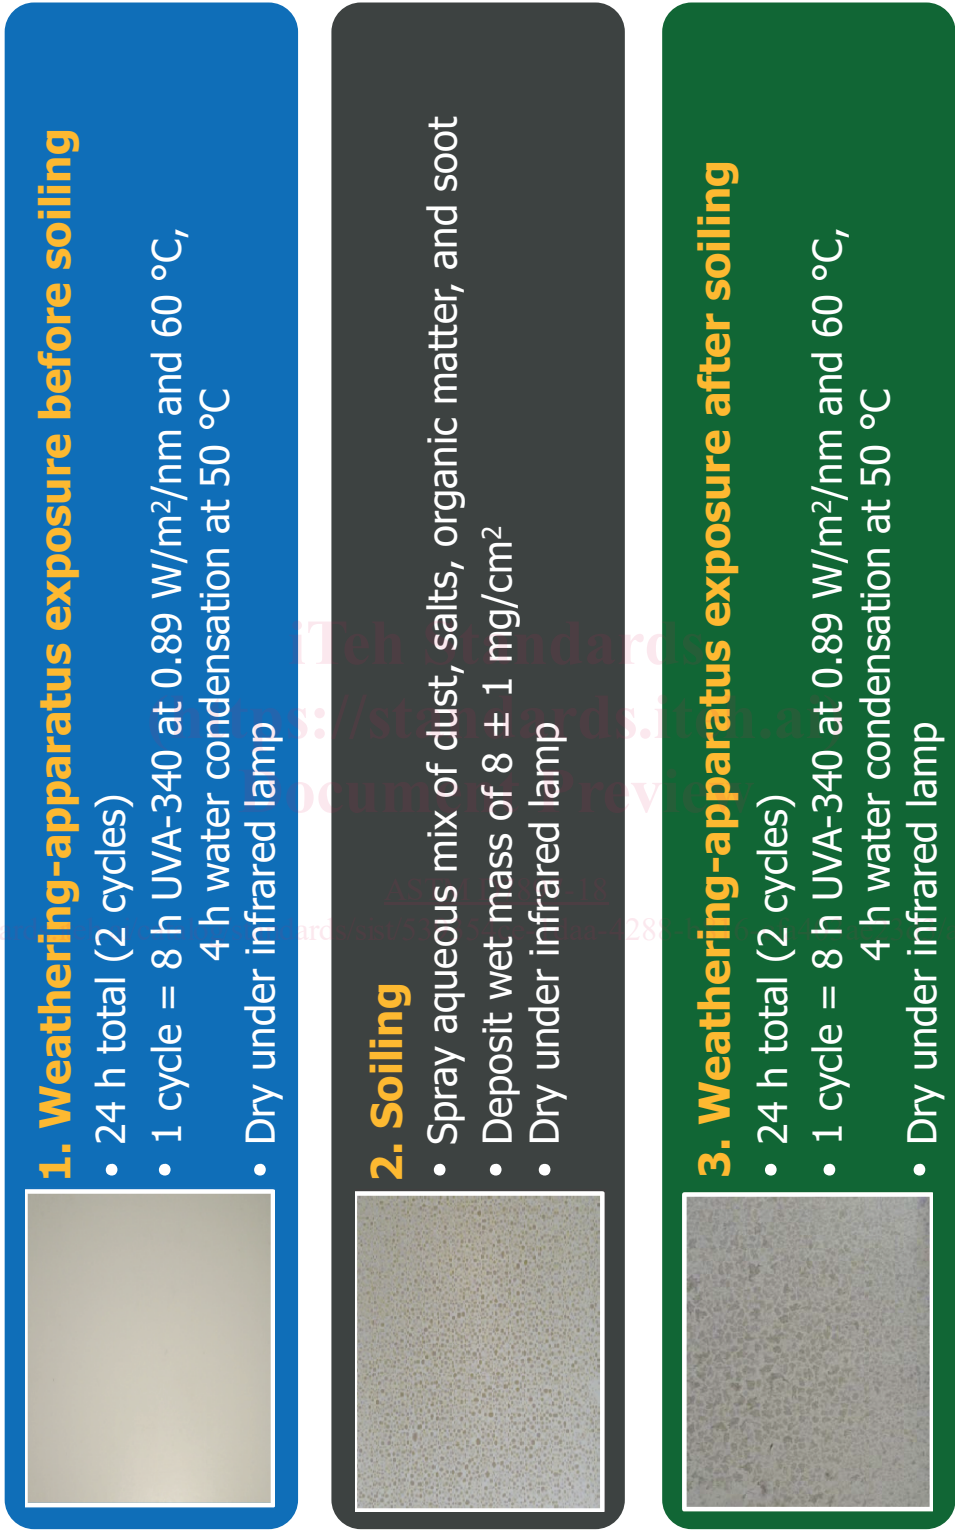 1. Weathering-apparatus exposure before soiling
• 24 h total (2 cycles)
• 1 cycle = 8 h UVA-340 at 0.89 W/m²/nm and 60 °C,
4 h water condensation at 50 °C
• Dry under infrared lamp
2. Soiling
• Spray aqueous mix of dust, salts, organic matter, and soot
• Deposit wet mass of 8 ± 1 mg/cm²
• Dry under infrared lamp
3. Weathering-apparatus exposure after soiling
• 24 h total (2 cycles)
• 1 cycle = 8 h UVA-340 at 0.89 W/m²/nm and 60 °C,
4 h water condensation at 50 °C
• Dry under infrared lamp
iTeh Standards
Document Preview